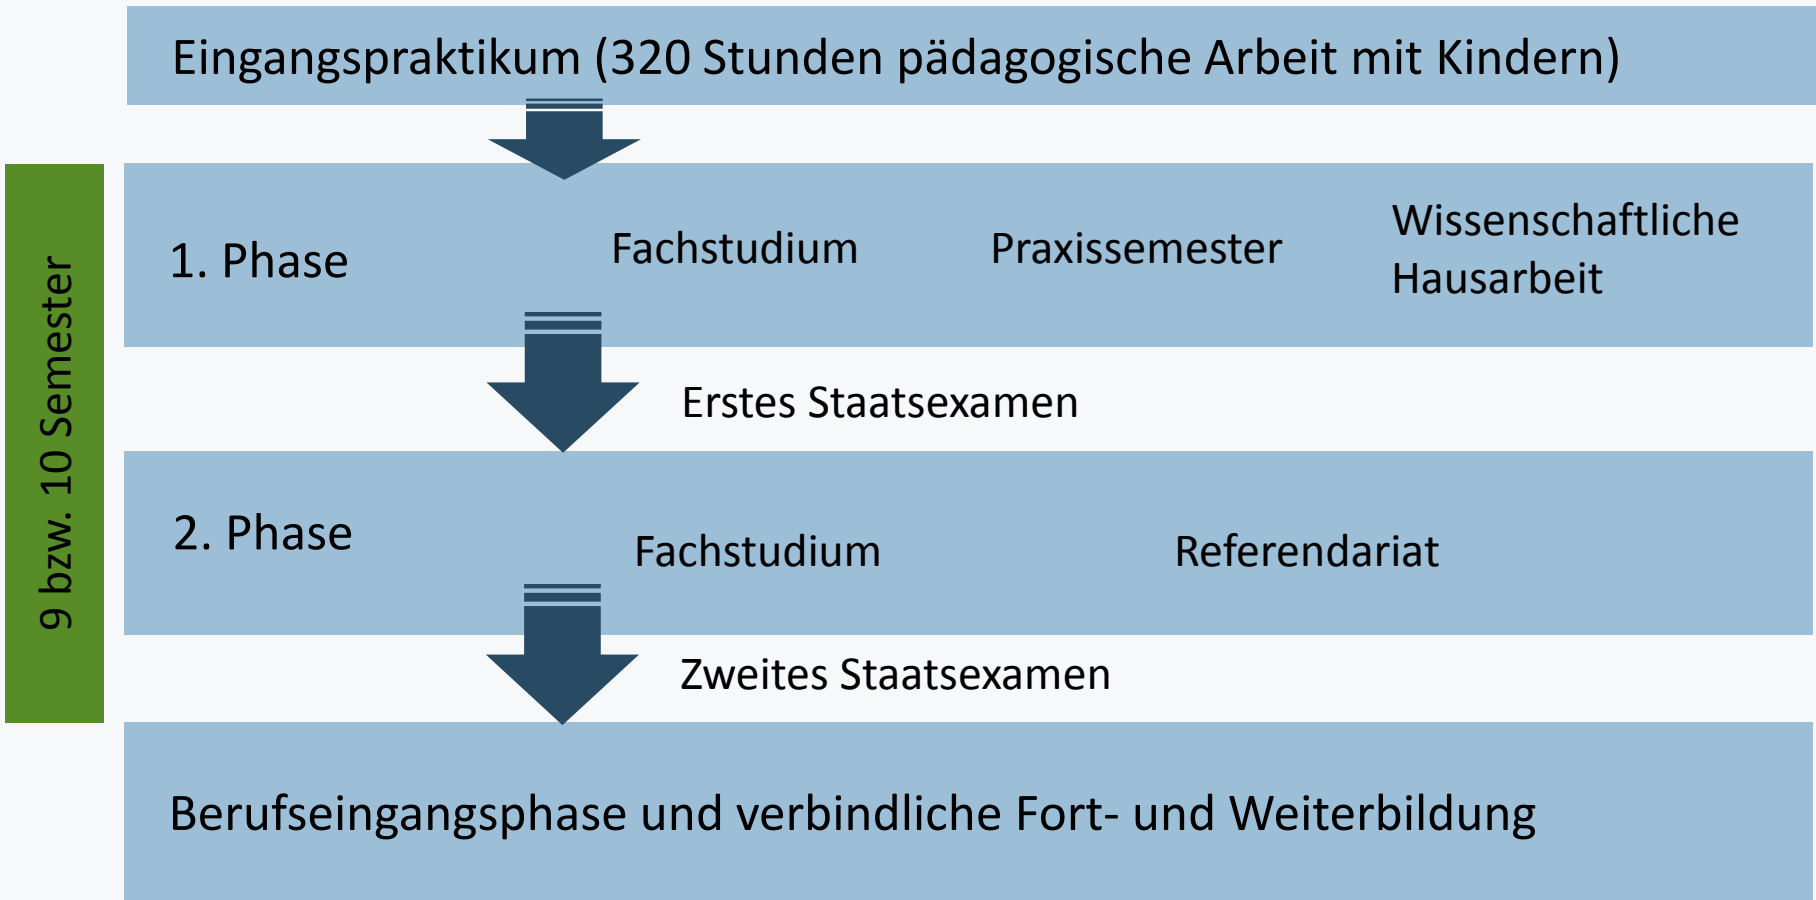 Eingangspraktikum (320 Stunden pädagogische Arbeit mit Kindern)
9 bzw. 10 Semester
1. Phase
Fachstudium
Praxissemester
Wissenschaftliche
Hausarbeit
Erstes Staatsexamen
2. Phase
Fachstudium
Referendariat
Zweites Staatsexamen
Berufseingangsphase und verbindliche Fort- und Weiterbildung